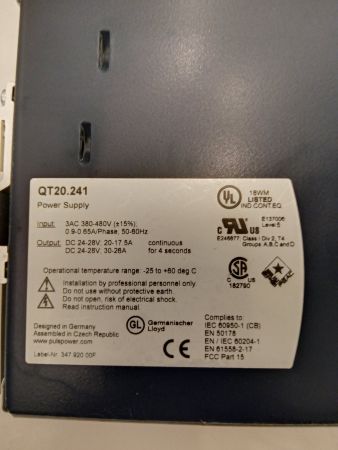 QT20.241
Power Supply
Input: 3AC 380-480V (±15%);
0.9-0.65A/Phase, 50-60Hz
Output: DC 24-28V, 20-17.5A continuous
DC 24-28V, 30-26A for 4 seconds
Operational temperature range: -25 to +60 deg C
Installation by professional personnel only
Do not use without protective earth.
Do not open, risk of electrical shock.
Read instruction manual.
Designed in Germany
Assembled in Czech Republic
www.pulspower.com
Label-Nr. 347.920.00F
GL Germanischer
Lloyd
CE
UL 18WM
LISTED
IND.CONT.EQ.
C UR US E137006
Level 5
E246877; Class I Div 2, T4
Groups A,B,C and D
C SA US
182790
Complies to
IEC 60950-1 (CB)
EN 50178
EN / IEC 60204-1
EN 61558-2-17
FCC Part 15